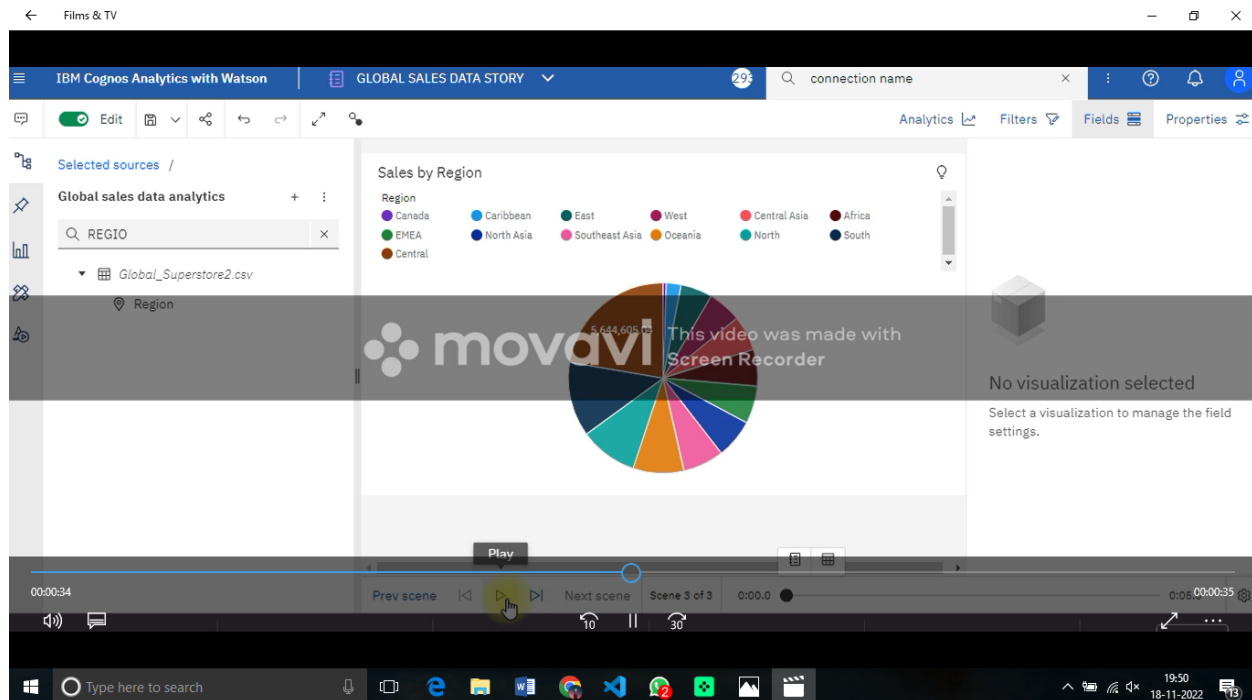 Films & TV
IBM Cognos Analytics with Watson
GLOBAL SALES DATA STORY
293
connection name
Edit
Analytics
Filters
Fields
Properties
Selected sources /
Global sales data analytics
REGIO
Global_Superstore2.csv
Region
Sales by Region
Region
Canada Caribbean East West Central Asia Africa
EMEA North Asia Southeast Asia Oceania North South
Central
movavi
This video was made with
Screen Recorder
No visualization selected
Select a visualization to manage the field
settings.
Play
00:00:34
Prev scene
Next scene
Scene 3 of 3
0:00.0
00:00:35
10
30
Type here to search
19:50
18-11-2022
13